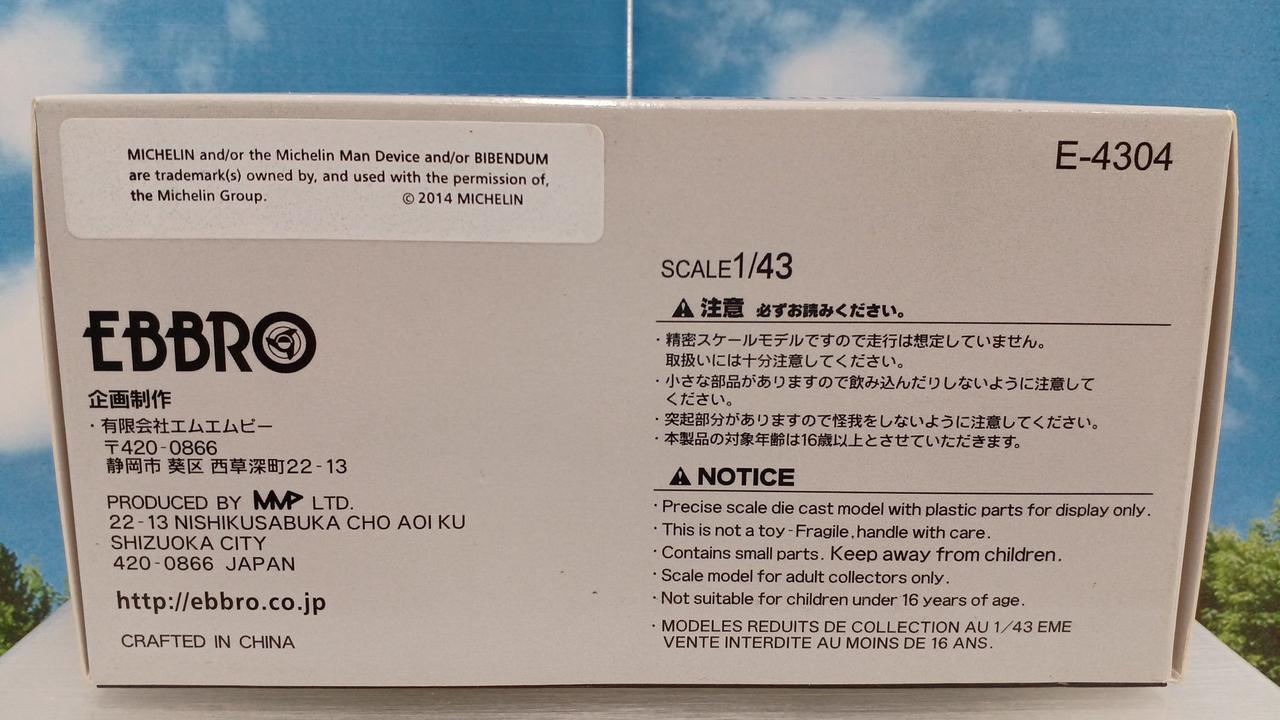 MICHELIN and/or the Michelin Man Device and/or BIBENDUM
are trademark(s) owned by, and used with the permission of,
the Michelin Group. © 2014 MICHELIN
E-4304
EBBRO
企画制作
・有限会社エムエムピー
〒420-0866
静岡市 葵区 西草深町22-13
PRODUCED BY MMP LTD.
22-13 NISHIKUSABUKA CHO AOI KU
SHIZUOKA CITY
420-0866 JAPAN
http://ebbro.co.jp
CRAFTED IN CHINA
SCALE1/43
注意 必ずお読みください。
・精密スケールモデルですので走行は想定していません。
取扱いには十分注意してください。
・小さな部品がありますので飲み込んだりしないように注意して
ください。
・突起部分がありますので怪我をしないように注意してください。
・本製品の対象年齢は16歳以上とさせていただきます。
NOTICE
・Precise scale die cast model with plastic parts for display only.
・This is not a toy-Fragile, handle with care.
・Contains small parts. Keep away from children.
・Scale model for adult collectors only.
・Not suitable for children under 16 years of age.
・MODELES REDUITS DE COLLECTION AU 1/43 EME
VENTE INTERDITE AU MOINS DE 16 ANS.